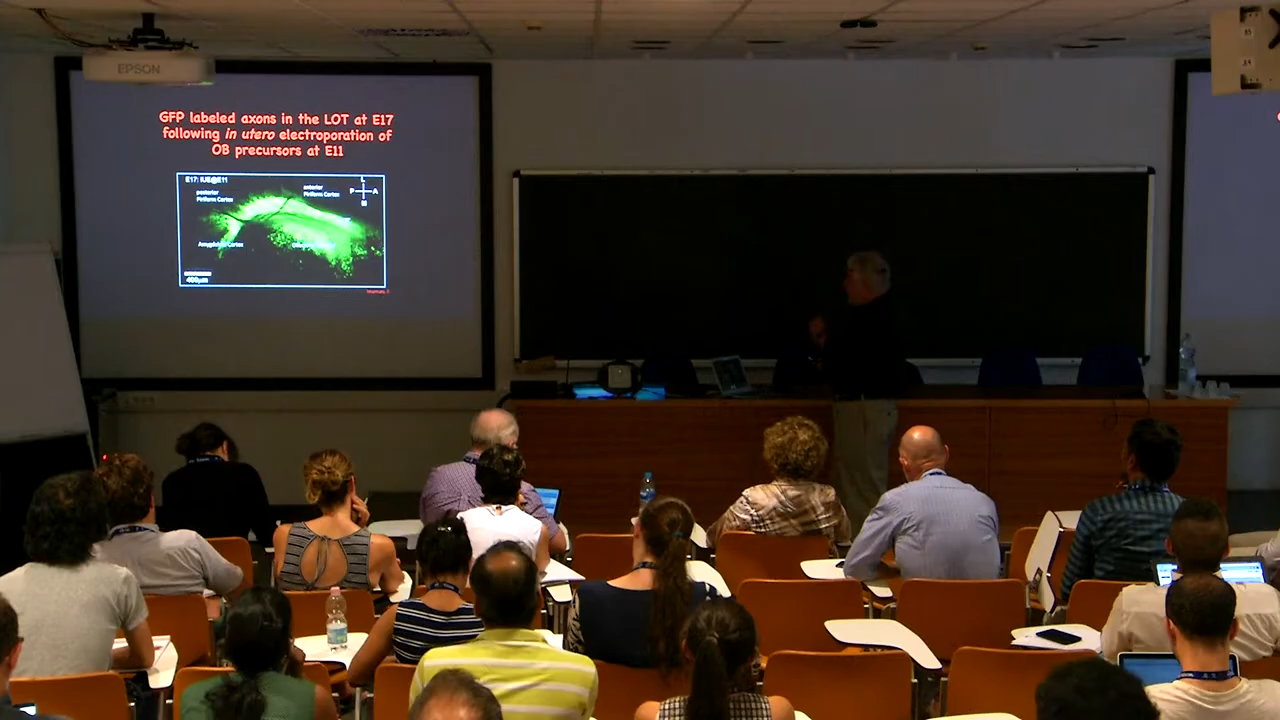 EPSON
GFP labeled axons in the LOT at E17
following in utero electroporation of
OB precursors at E11
E17: IUE@E11
posterior
Piriform Cortex
anterior
Piriform Cortex
L
P
A
M
Cortex
400µm